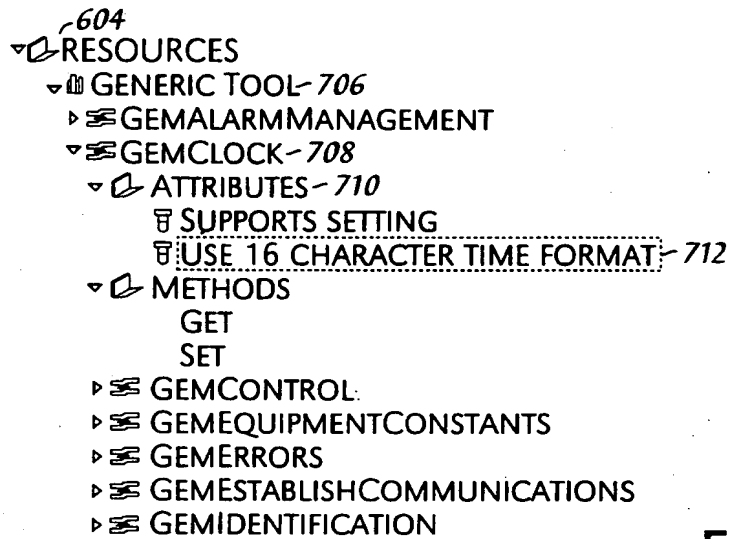 604
RESOURCES
GENERIC TOOL 706
GEMALARMMANAGEMENT
GEMCLOCK 708
ATTRIBUTES 710
SUPPORTS SETTING
USE 16 CHARACTER TIME FORMAT 712
METHODS
GET
SET
GEMCONTROL
GEMEQUIPMENTCONSTANTS
GEMERRORS
GEMESTABLISHCOMMUNICATIONS
GEMIDENTIFICATION